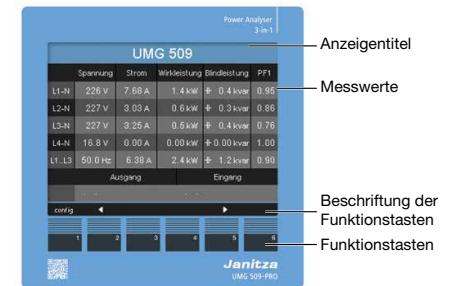 Power Analyser
3-in-1
UMG 509
Anzeigentitel
Spannung Strom Wirkleistung Blindleistung PF1
Messwerte
L1-N 226 V 7.68 A 1.4 kW 0.4 kvar 0.95
L2-N 227 V 3.03 A 0.6 kW 0.3 kvar 0.86
L3-N 227 V 3.25 A 0.5 kW 0.4 kvar 0.76
L4-N 16.8 V 0.00 A 0.00 kW 0.00 kvar 1.00
L1..L3 50.0 Hz 6.38 A 2.4 kW 1.2 kvar 0.90
Ausgang Eingang
config
Beschriftung der
Funktionstasten
1 2 3 4 5 6
Funktionstasten
Janitza
UMG 509-PRO